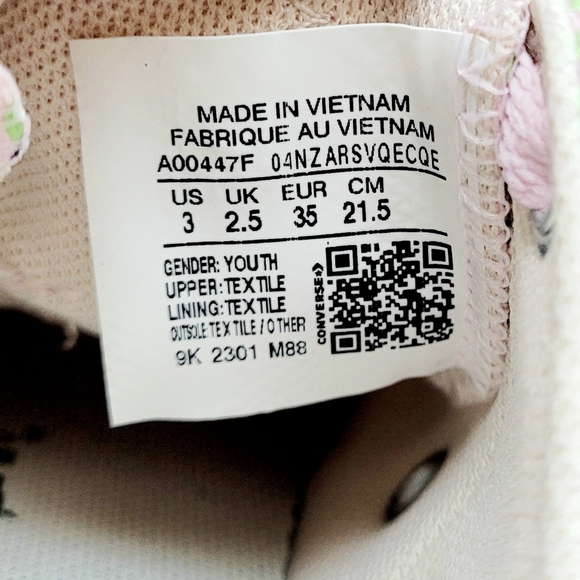 MADE IN VIETNAM
FABRIQUE AU VIETNAM
A00447F 04NZARSVQECQE
US UK EUR CM
3 2.5 35 21.5
GENDER: YOUTH
UPPER: TEXTILE
LINING: TEXTILE
OUTSOLE: TEXTILE / OTHER
9K 2301 M88
CONVERSE